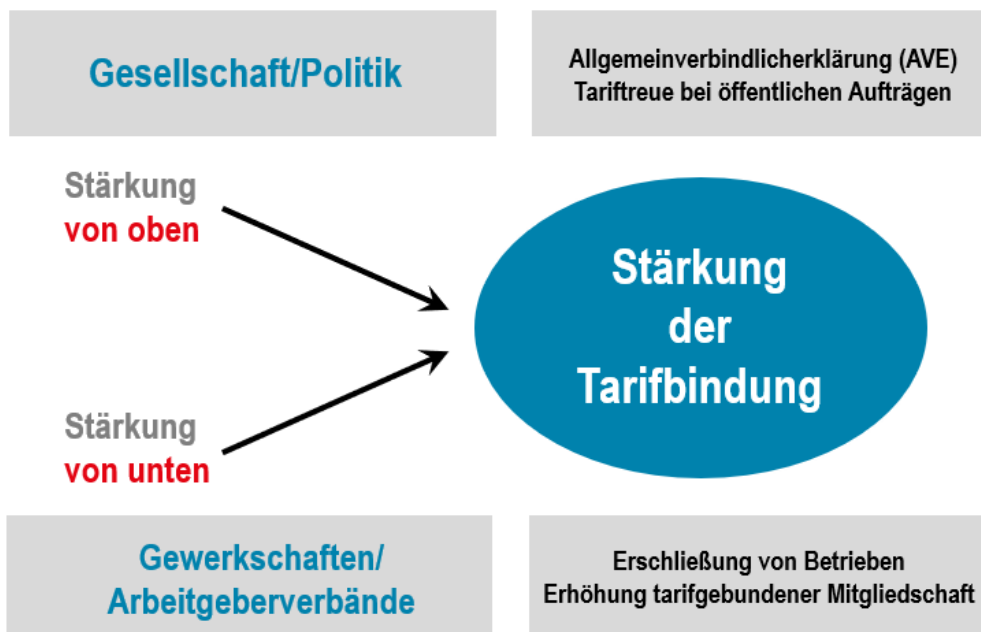 Gesellschaft/Politik
Allgemeinverbindlicherklärung (AVE)
Tariftreue bei öffentlichen Aufträgen
Stärkung
von oben
Stärkung
der
Tarifbindung
Stärkung
von unten
Gewerkschaften/
Arbeitgeberverbände
Erschließung von Betrieben
Erhöhung tarifgebundener Mitgliedschaft